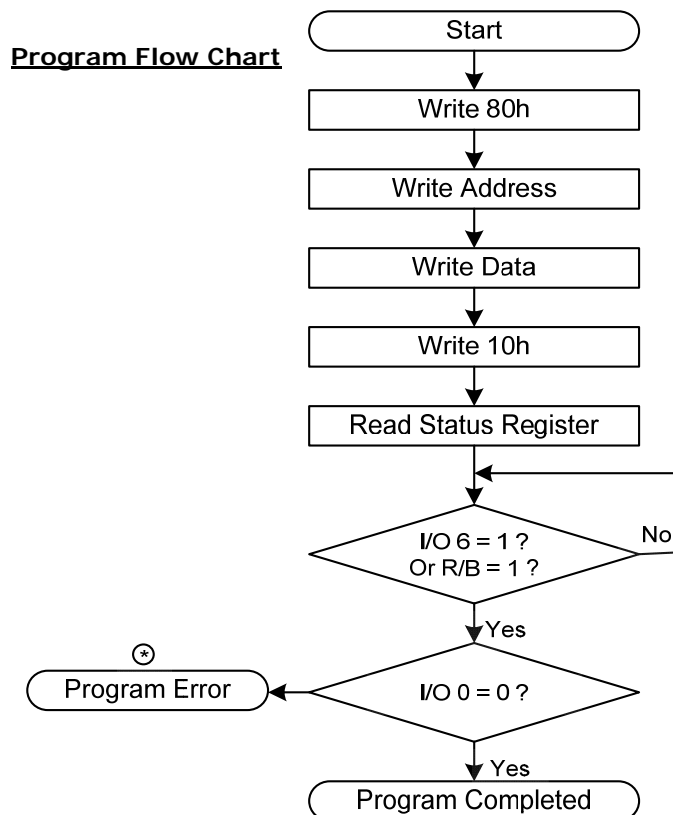 Start
Program Flow Chart
Write 80h
Write Address
Write Data
Write 10h
Read Status Register
I/O 6 = 1 ?
Or R/B = 1 ?
No
Yes
*
Program Error
I/O 0 = 0 ?
Yes
Program Completed